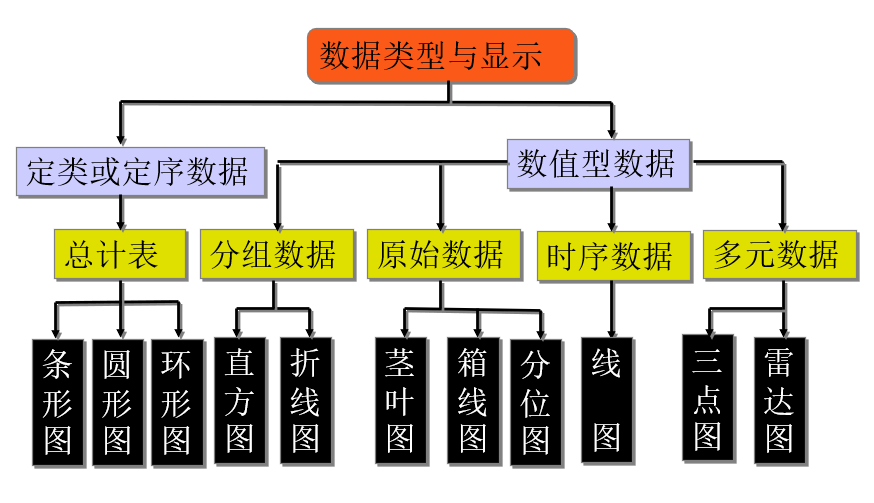 数据类型与显示
定类或定序数据
数值型数据
总计表
分组数据
原始数据
时序数据
多元数据
条形图
圆形图
环形图
直方图
折线图
茎叶图
箱线图
分位图
线图
三点图
雷达图